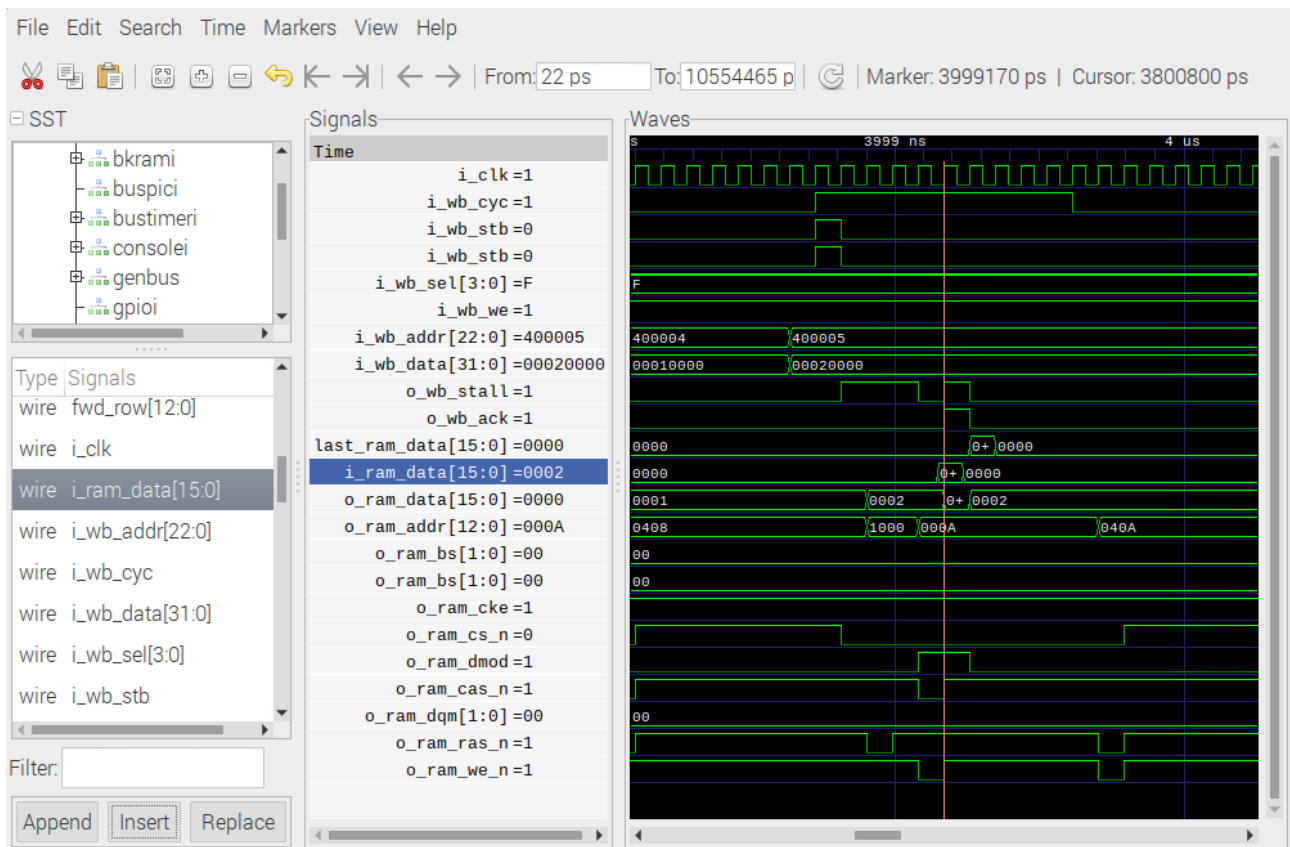 File Edit Search Time Markers View Help
From: 22 ps To: 10554465 p Marker: 3999170 ps | Cursor: 3800800 ps
SST
bkrami
buspici
bustimeri
consolei
genbus
gpioi
Type Signals
wire fwd_row[12:0]
wire i_clk
wire i_ram_data[15:0]
wire i_wb_addr[22:0]
wire i_wb_cyc
wire i_wb_data[31:0]
wire i_wb_sel[3:0]
wire i_wb_stb
Filter:
Append Insert Replace
Signals
Time
i_clk=1
i_wb_cyc=1
i_wb_stb=0
i_wb_stb=0
i_wb_sel[3:0]=F
i_wb_we=1
i_wb_addr[22:0]=400005
i_wb_data[31:0]=00020000
o_wb_stall=1
o_wb_ack=1
last_ram_data[15:0]=0000
i_ram_data[15:0]=0002
o_ram_data[15:0]=0000
o_ram_addr[12:0]=000A
o_ram_bs[1:0]=00
o_ram_bs[1:0]=00
o_ram_cke=1
o_ram_cs_n=0
o_ram_dmod=1
o_ram_cas_n=1
o_ram_dqm[1:0]=00
o_ram_ras_n=1
o_ram_we_n=1
Waves
s 3999 ns 4 us
F
400004 400005
00010000 00020000
0000 0+ 0000
0000 0+ 0000
0001 0002 0+ 0002
0408 1000 000A 040A
00
00
00